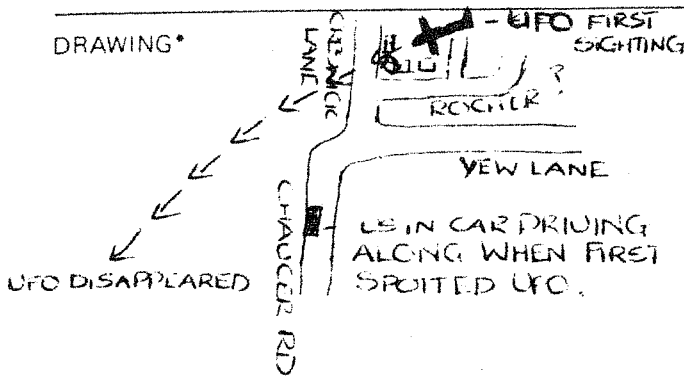 DRAWING*
- UFO FIRST
SIGHTING
LANE
ROCHER ?
YEW LANE
CHAUCER RD
US IN CAR DRIVING
ALONG WHEN FIRST
SPOTTED UFO.
UFO DISAPPEARED